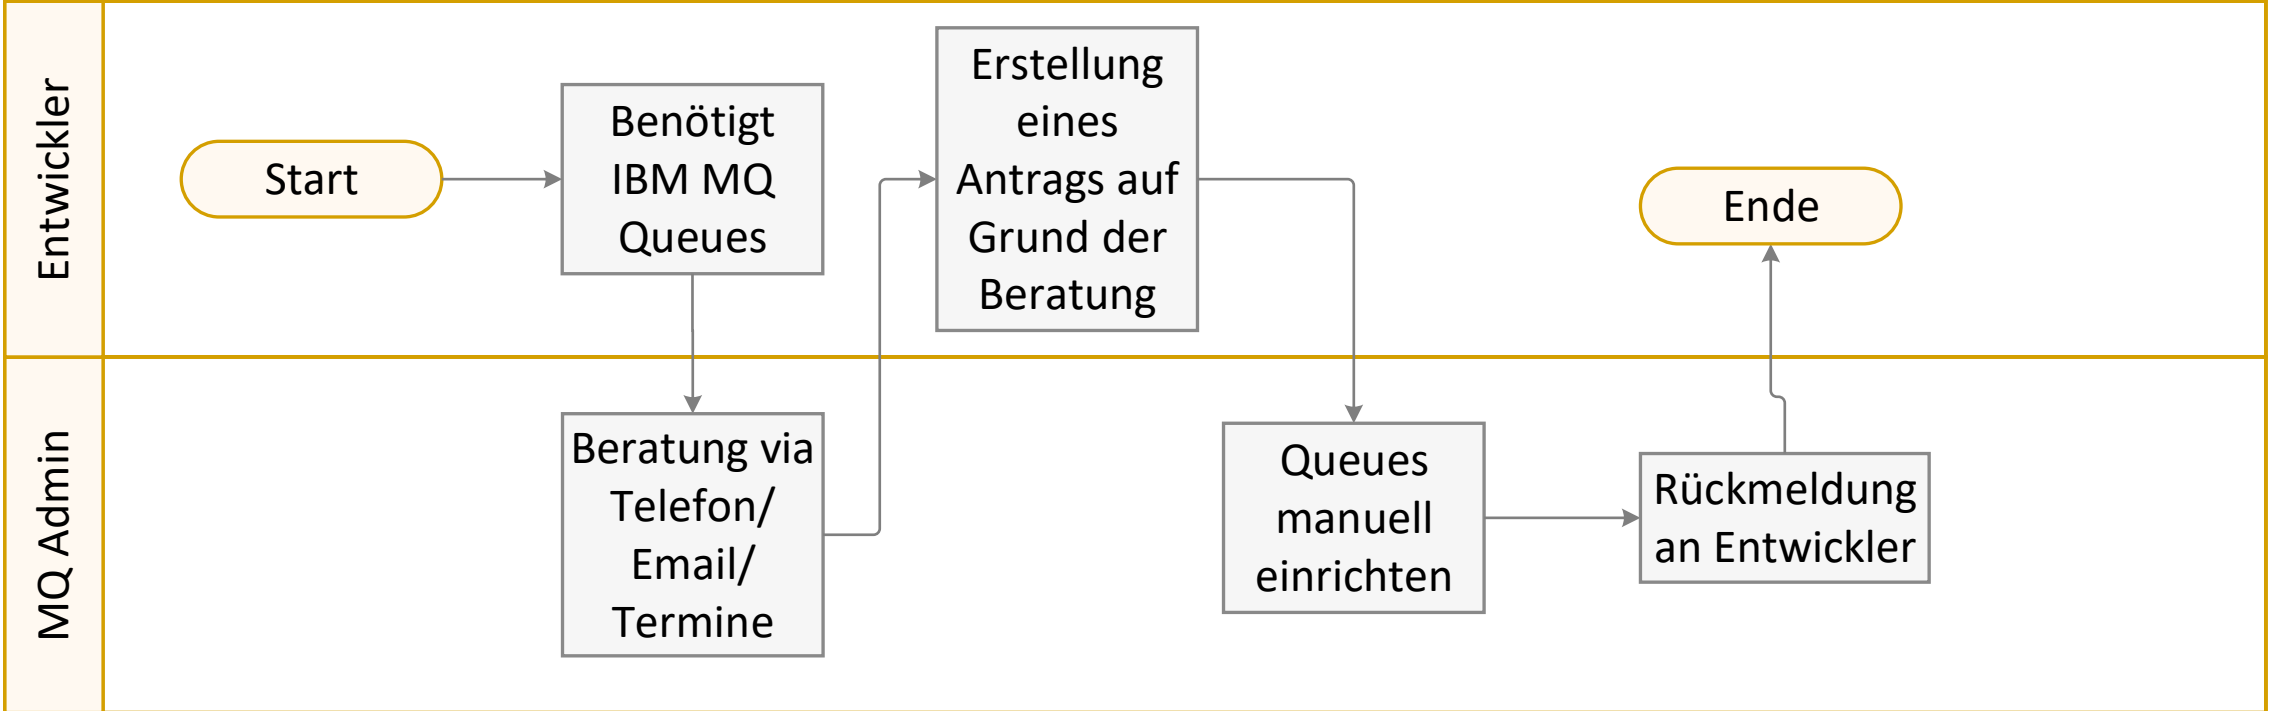 Entwickler
Start
Benötigt
IBM MQ
Queues
Erstellung
eines
Antrags auf
Grund der
Beratung
Ende
MQ Admin
Beratung via
Telefon/
Email/
Termine
Queues
manuell
einrichten
Rückmeldung
an Entwickler